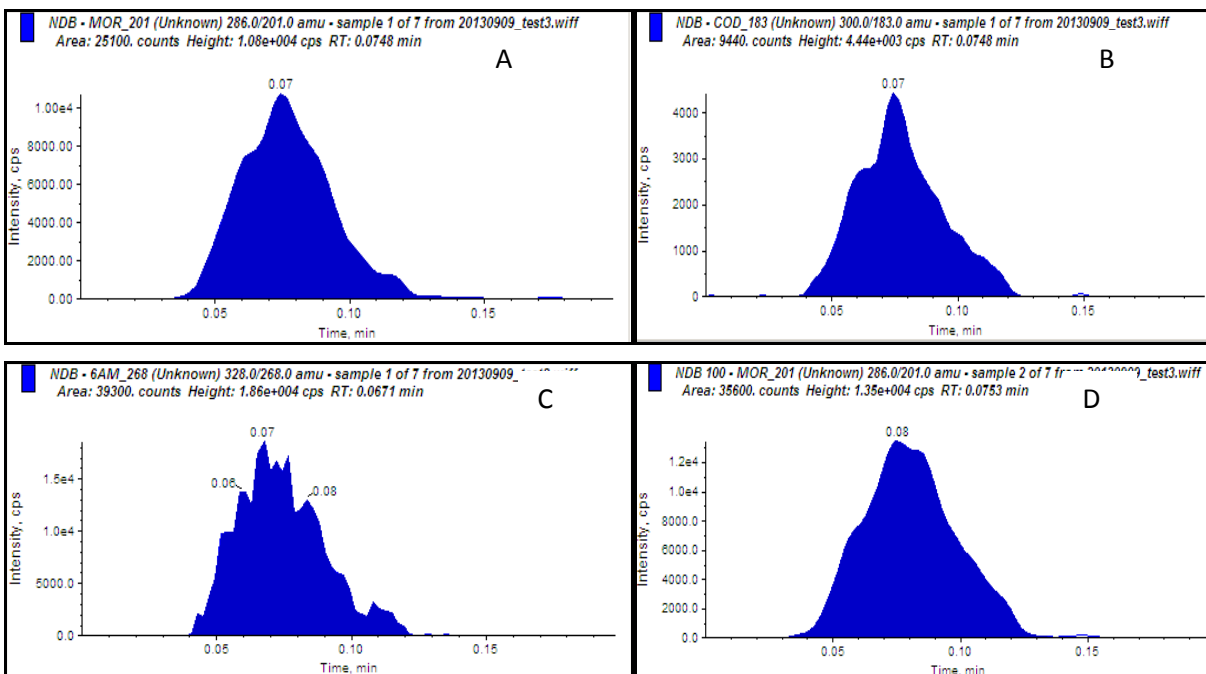 NDB - MOR_201 (Unknown) 286.0/201.0 amu - sample 1 of 7 from 20130909_test3.wiff
Area: 25100. counts Height: 1.08e+004 cps RT: 0.0748 min
A
0.07
1.00e4
8000.00
6000.00
4000.00
2000.00
0.00
Intensity, cps
0.05 0.10 0.15
Time, min
NDB - COD_183 (Unknown) 300.0/183.0 amu - sample 1 of 7 from 20130909_test3.wiff
Area: 9440. counts Height: 4.44e+003 cps RT: 0.0748 min
B
0.07
4000
3000
2000
1000
0
Intensity, cps
0.05 0.10 0.15
Time, min
NDB - 6AM_268 (Unknown) 328.0/268.0 amu - sample 1 of 7 from 20130909_
Area: 39300. counts Height: 1.86e+004 cps RT: 0.0671 min
C
0.07
0.06
0.08
1.5e4
1.0e4
5000.0
0.0
Intensity, cps
0.05 0.10 0.15
Time, min
NDB 100 - MOR_201 (Unknown) 286.0/201.0 amu - sample 2 of 7 from 20130909_test3.wiff
Area: 35600. counts Height: 1.35e+004 cps RT: 0.0753 min
D
0.08
1.2e4
1.0e4
8000.0
6000.0
4000.0
2000.0
0.0
Intensity, cps
0.05 0.10 0.15
Time, min